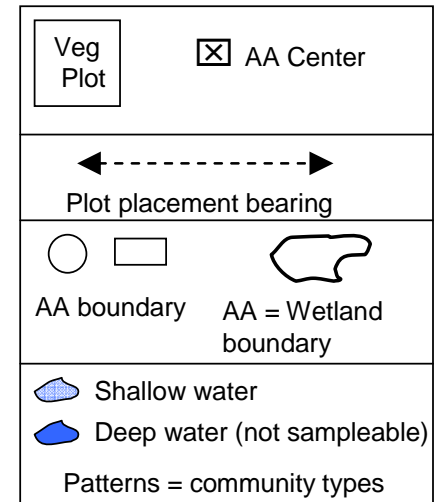 Veg
Plot
AA Center
Plot placement bearing
AA boundary
AA = Wetland
boundary
Shallow water
Deep water (not sampleable)
Patterns = community types